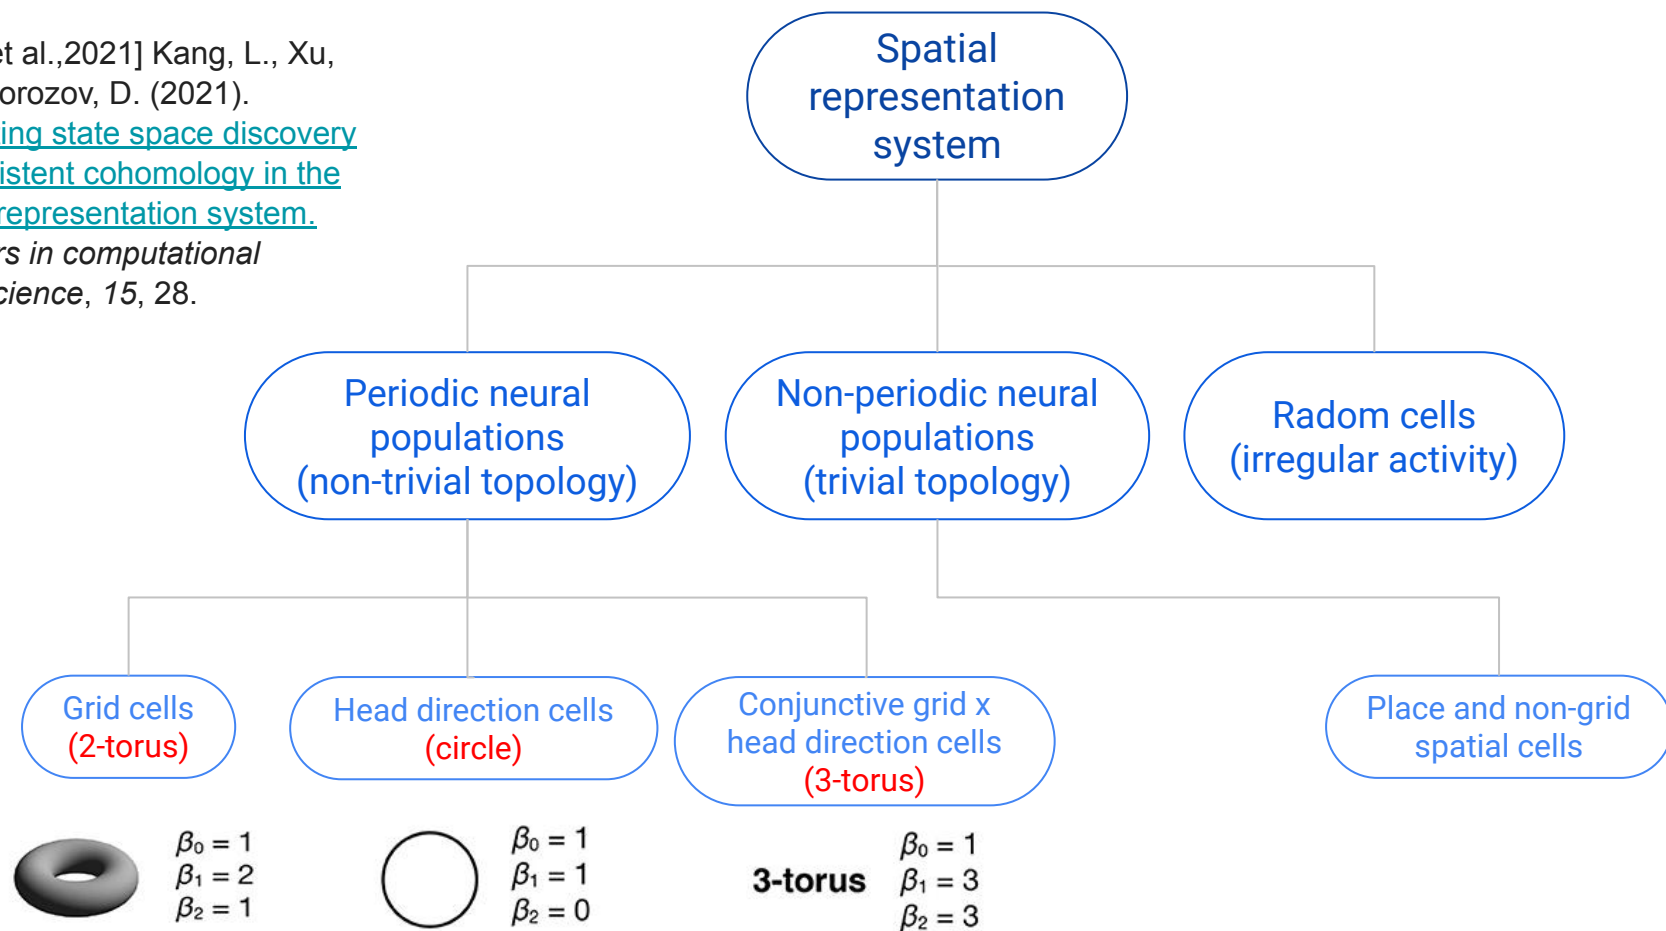 et al.,2021] Kang, L., Xu,
orozov, D. (2021).
ing state space discovery
istent cohomology in the
representation system.
rs in computational
cience, 15, 28.
Spatial
representation
system
Periodic neural
populations
(non-trivial topology)
Non-periodic neural
populations
(trivial topology)
Radom cells
(irregular activity)
Grid cells
(2-torus)
Head direction cells
(circle)
Conjunctive grid x
head direction cells
(3-torus)
Place and non-grid
spatial cells
β₀ = 1
β₁ = 2
β₂ = 1
β₀ = 1
β₁ = 1
β₂ = 0
3-torus
β₀ = 1
β₁ = 3
β₂ = 3